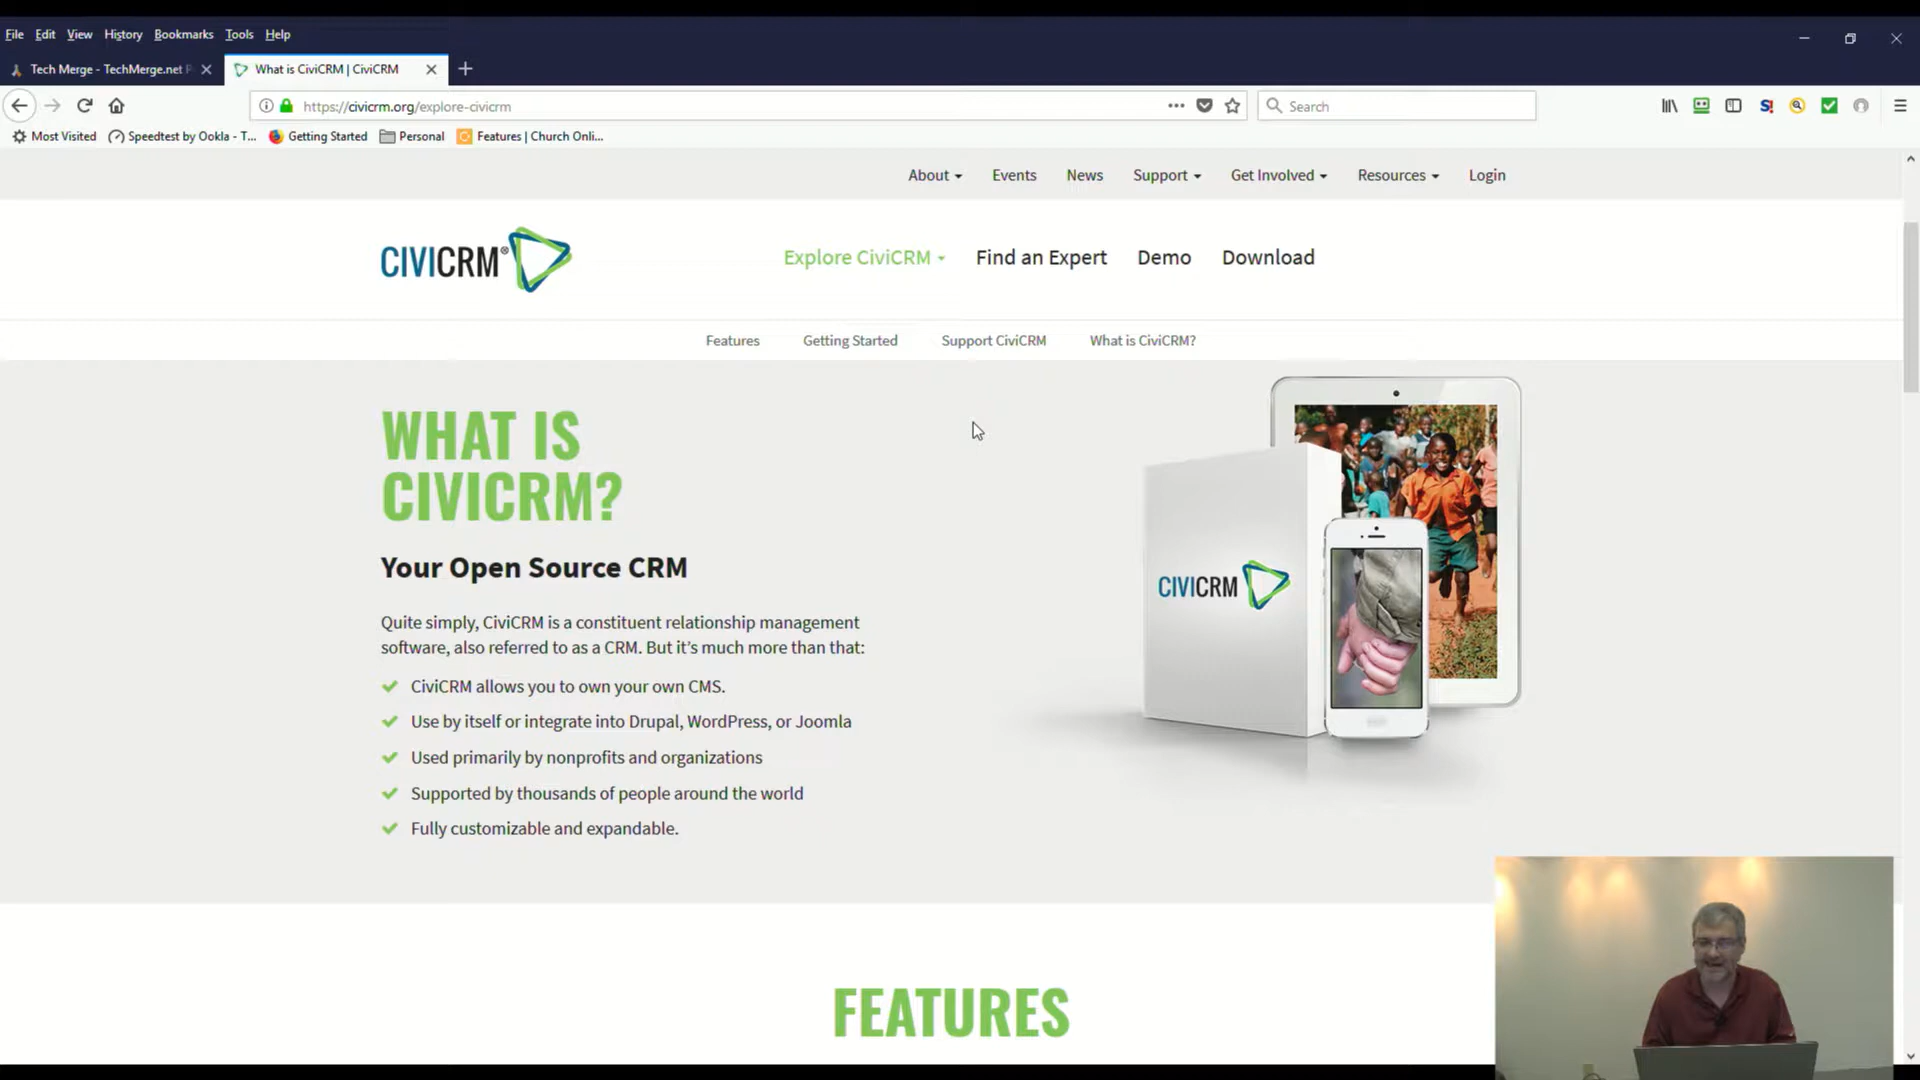 File Edit View History Bookmarks Tools Help
Tech Merge - TechMerge.net
What is CiviCRM | CiviCRM
https://civicrm.org/explore-civicrm
Search
Most Visited
Speedtest by Ookla - T...
Getting Started
Personal
Features | Church Onli...
About Events News Support Get Involved Resources Login
CIVICRM®
Explore CiviCRM Find an Expert Demo Download
Features Getting Started Support CiviCRM What is CiviCRM?
WHAT IS
CIVICRM?
Your Open Source CRM
Quite simply, CiviCRM is a constituent relationship management
software, also referred to as a CRM. But it’s much more than that:
CiviCRM allows you to own your own CMS.
Use by itself or integrate into Drupal, WordPress, or Joomla
Used primarily by nonprofits and organizations
Supported by thousands of people around the world
Fully customizable and expandable.
CIVICRM
FEATURES